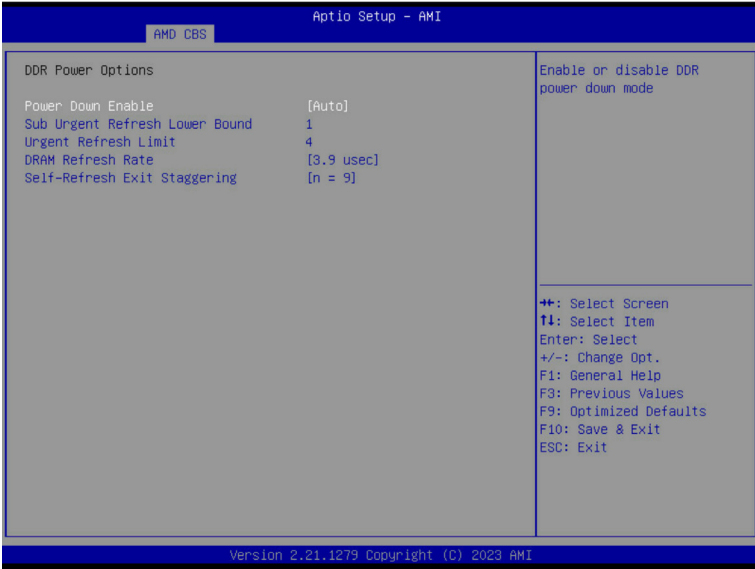 Aptio Setup - AMI
AMD CBS
DDR Power Options
Power Down Enable [Auto]
Sub Urgent Refresh Lower Bound 1
Urgent Refresh Limit 4
DRAM Refresh Rate [3.9 usec]
Self-Refresh Exit Staggering [n = 9]
Enable or disable DDR
power down mode
→←: Select Screen
↑↓: Select Item
Enter: Select
+/-: Change Opt.
F1: General Help
F3: Previous Values
F9: Optimized Defaults
F10: Save & Exit
ESC: Exit
Version 2.21.1279 Copyright (C) 2023 AMI